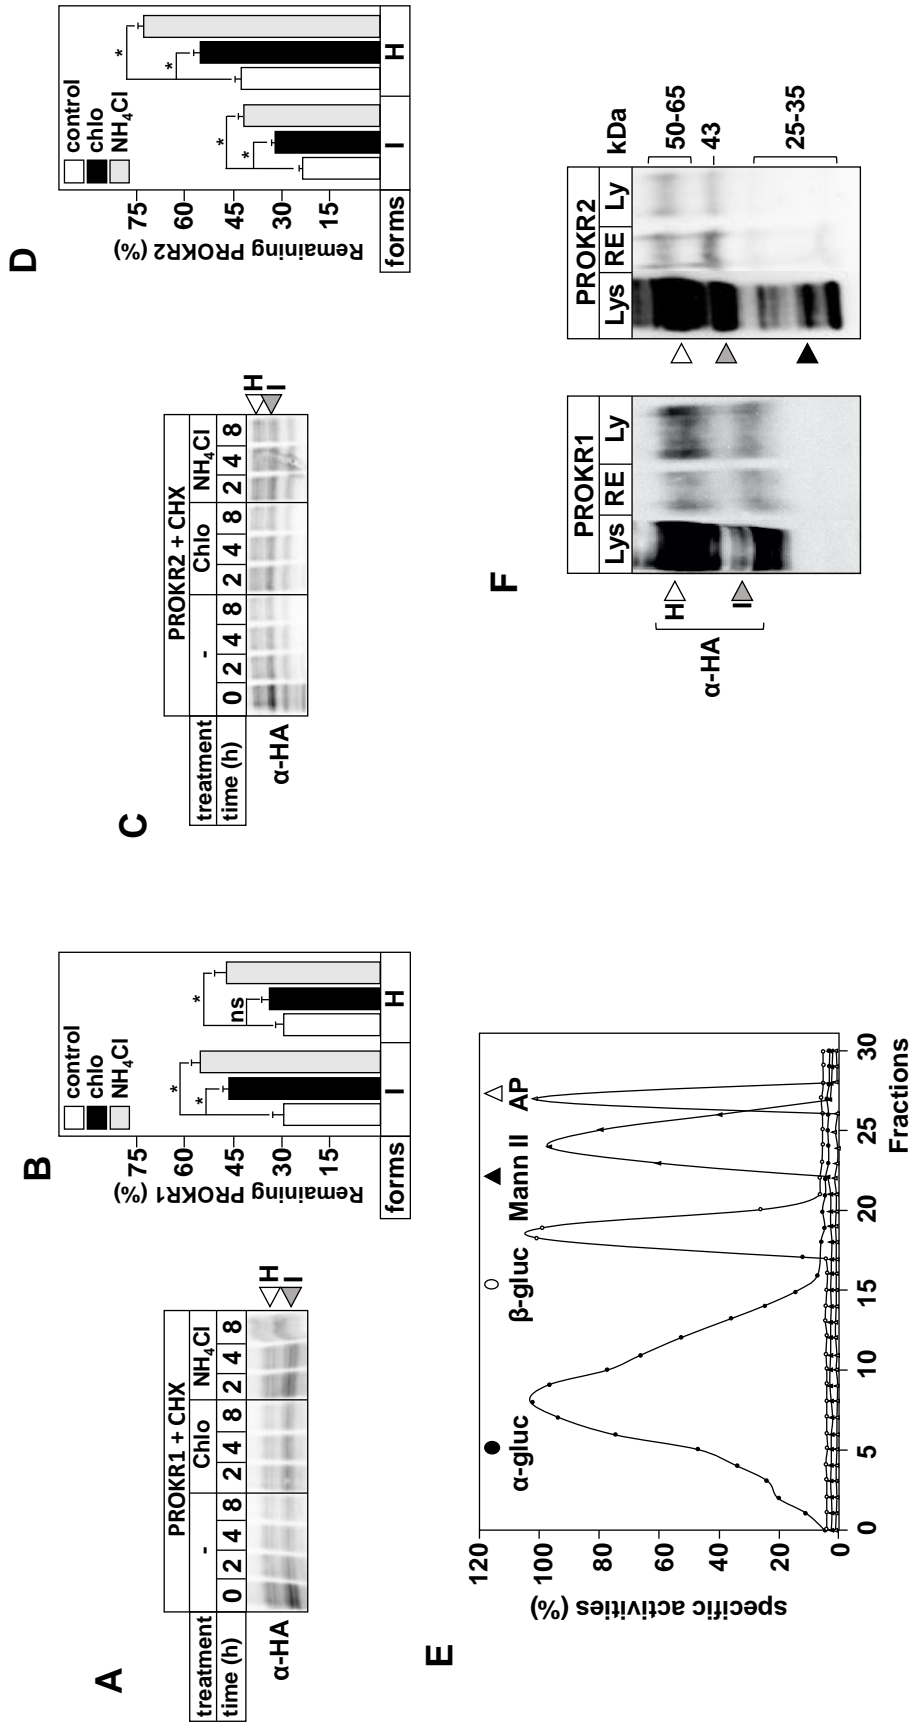 A
PROKR1 + CHX
treatment - Chlo NH₄Cl
time (h) 0 2 4 8 2 4 8 2 4 8
α-HA
H
I
B
control
chlo
NH₄Cl
Remaining PROKR1 (%)
75
60
45
30
15
*
*
*
ns
forms I H
C
PROKR2 + CHX
treatment - Chlo NH₄Cl
time (h) 0 2 4 8 2 4 8 2 4 8
α-HA
H
I
D
control
chlo
NH₄Cl
Remaining PROKR2 (%)
75
60
45
30
15
*
*
*
*
forms I H
E
specific activities (%)
120
100
80
60
40
20
0
α-gluc β-gluc Mann II AP
0 5 10 15 20 25 30
Fractions
F
PROKR1 PROKR2
Lys RE Ly Lys RE Ly kDa
α-HA
H
I
50-65
43
25-35